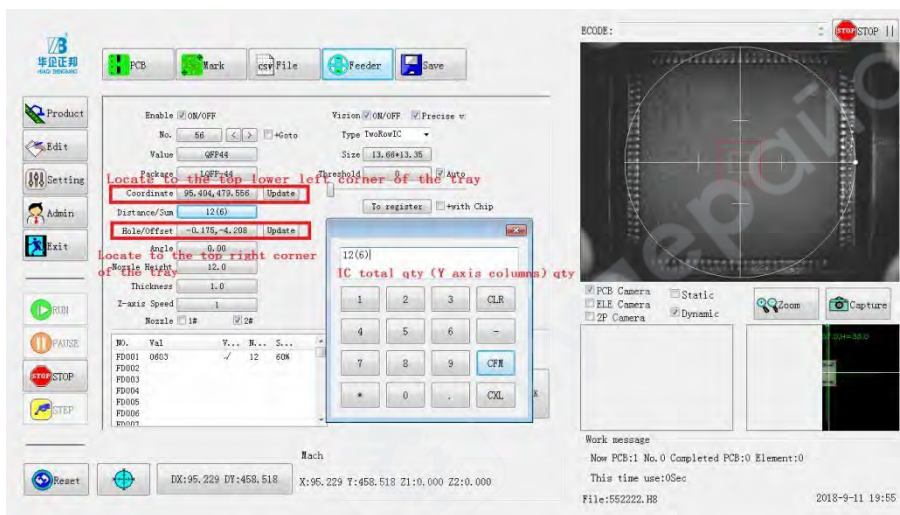 ECODE:
STOP STOP ||
华企正邦
HUAQI ZHENGBANG
PCB
Mark
csv File
Feeder
Save
Product
Edit
Setting
Admin
Exit
RUN
PAUSE
STOP STOP
STEP
Reset
Enable ON/OFF
Vision ON/OFF Precise
No. 56 < > +Goto
Type TwoRowIC
Value QFP44
Size 13.66*13.35
Package LQFP-44
Threshold 0 Auto
Locate to the top lower left corner of the tray
Coordinate 95.404,479.556 Update
Distance/Sum 12(6)
To register +with Chip
Hole/Offset -0.175,-4.208 Update
Angle 0.00
Locate to the top right corner
of the tray
Nozzle Height 12.0
Thickness 1.0
Z-axis Speed 1
Nozzle 1# 2#
12(6)
IC total qty (Y axis columns) qty
1 2 3 CLR
4 5 6 -
7 8 9 CFM
* 0 . CXL
NO. Val V... N... S...
FD001 0603 √ 12 60%
FD002
FD003
FD004
FD005
FD006
FD007
PCB Camera
ELE Camera
2P Camera
Static
Dynamic
Zoom
Capture
Work message
Now PCB:1 No.0 Completed PCB:0 Element:0
This time use:0Sec
File:552222.H8
2018-9-11 19:55
Mach
DX:95.229 DY:458.518
X:95.229 Y:458.518 Z1:0.000 Z2:0.000